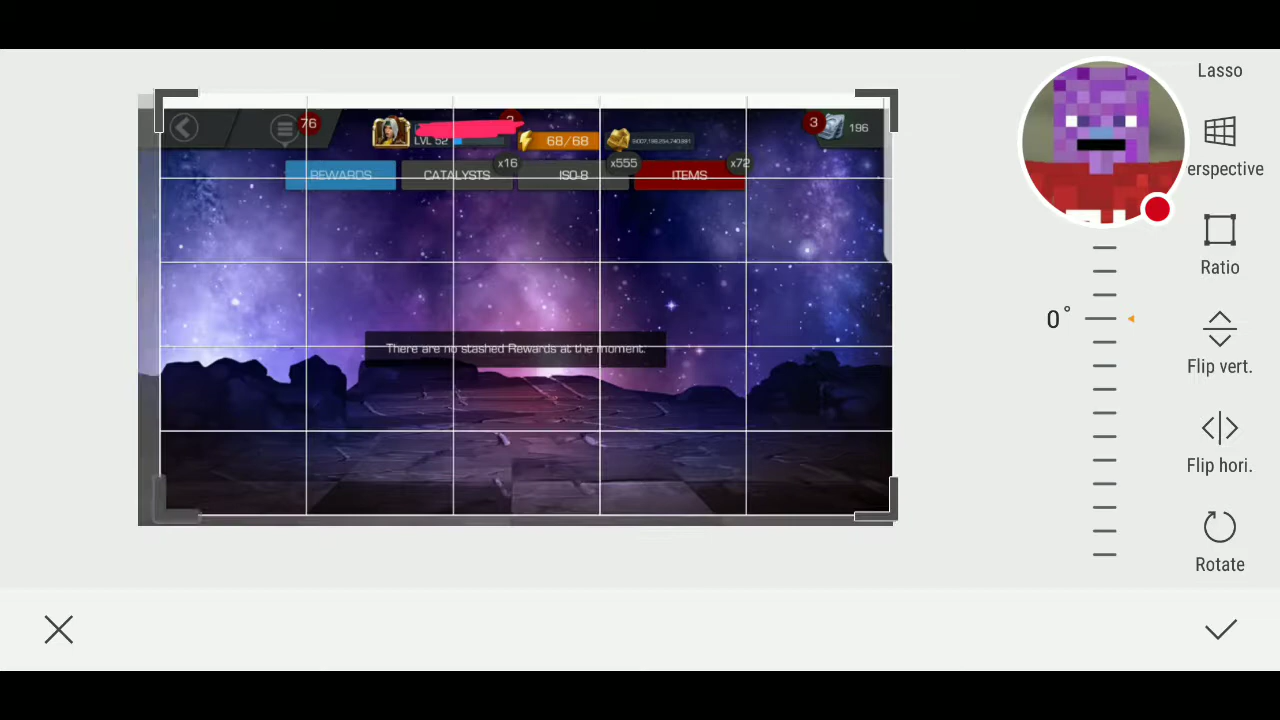 Lasso
76
3
196
LVL 52
68/68
x16
x555
x72
erspective
REWARDS
CATALYSTS
ISO-8
ITEMS
Ratio
0°
There are no stashed Rewards at the moment.
Flip vert.
Flip hori.
Rotate